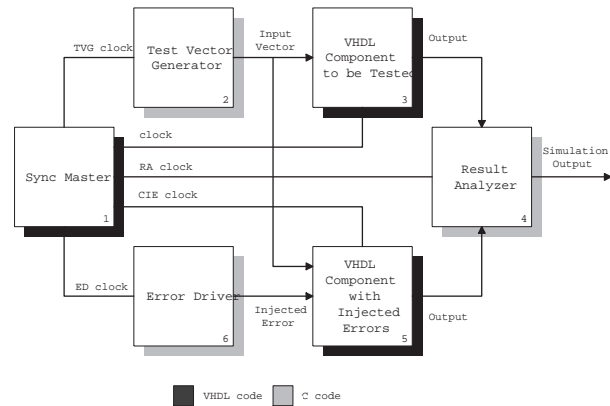 TVG clock
Test Vector
Generator
2
Input
Vector
VHDL
Component
to be Tested
3
Output
clock
Sync Master
1
RA clock
CIE clock
Result
Analyzer
4
Simulation
Output
ED clock
Error Driver
6
Injected
Error
VHDL
Component
with
Injected
Errors
5
Output
VHDL code
C code